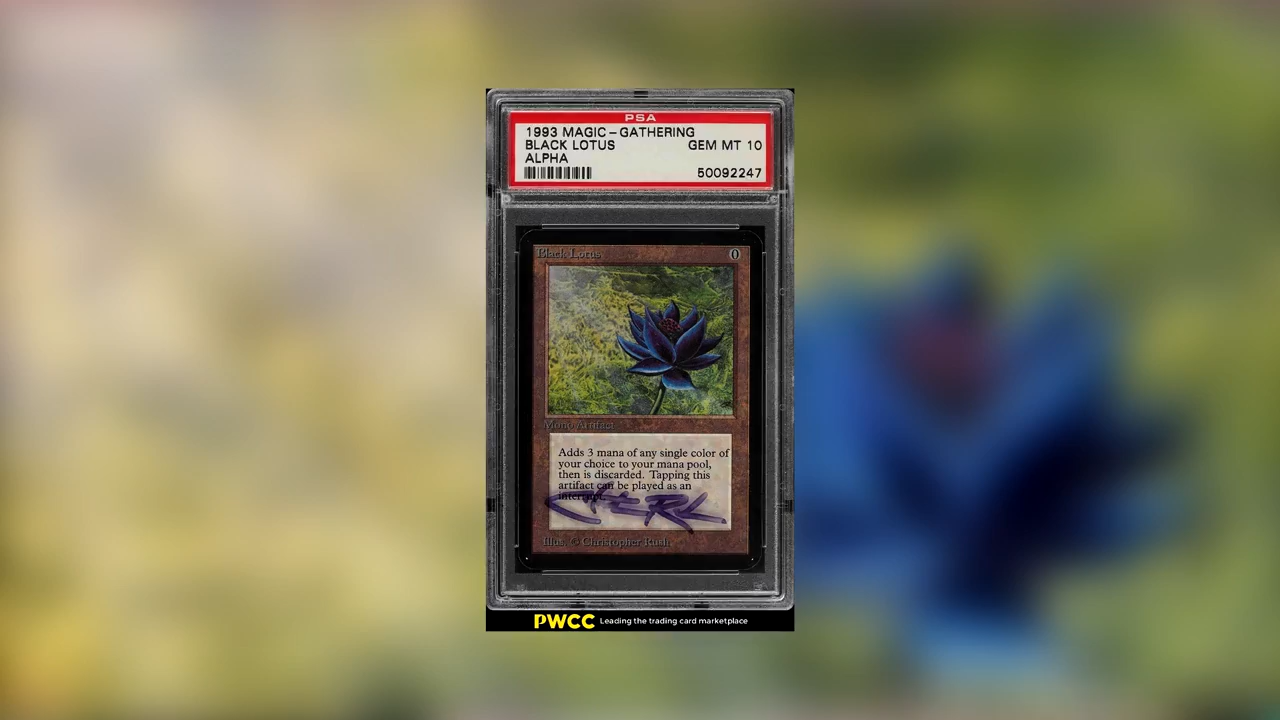 PSA
1993 MAGIC-GATHERING
BLACK LOTUS GEM MT 10
ALPHA
50092247
Black Lotus 0
Mono Artifact
Adds 3 mana of any single color of
your choice to your mana pool,
then is discarded. Tapping this
artifact can be played as an
interrupt.
Illus. © Christopher Rush
PWCC Leading the trading card marketplace